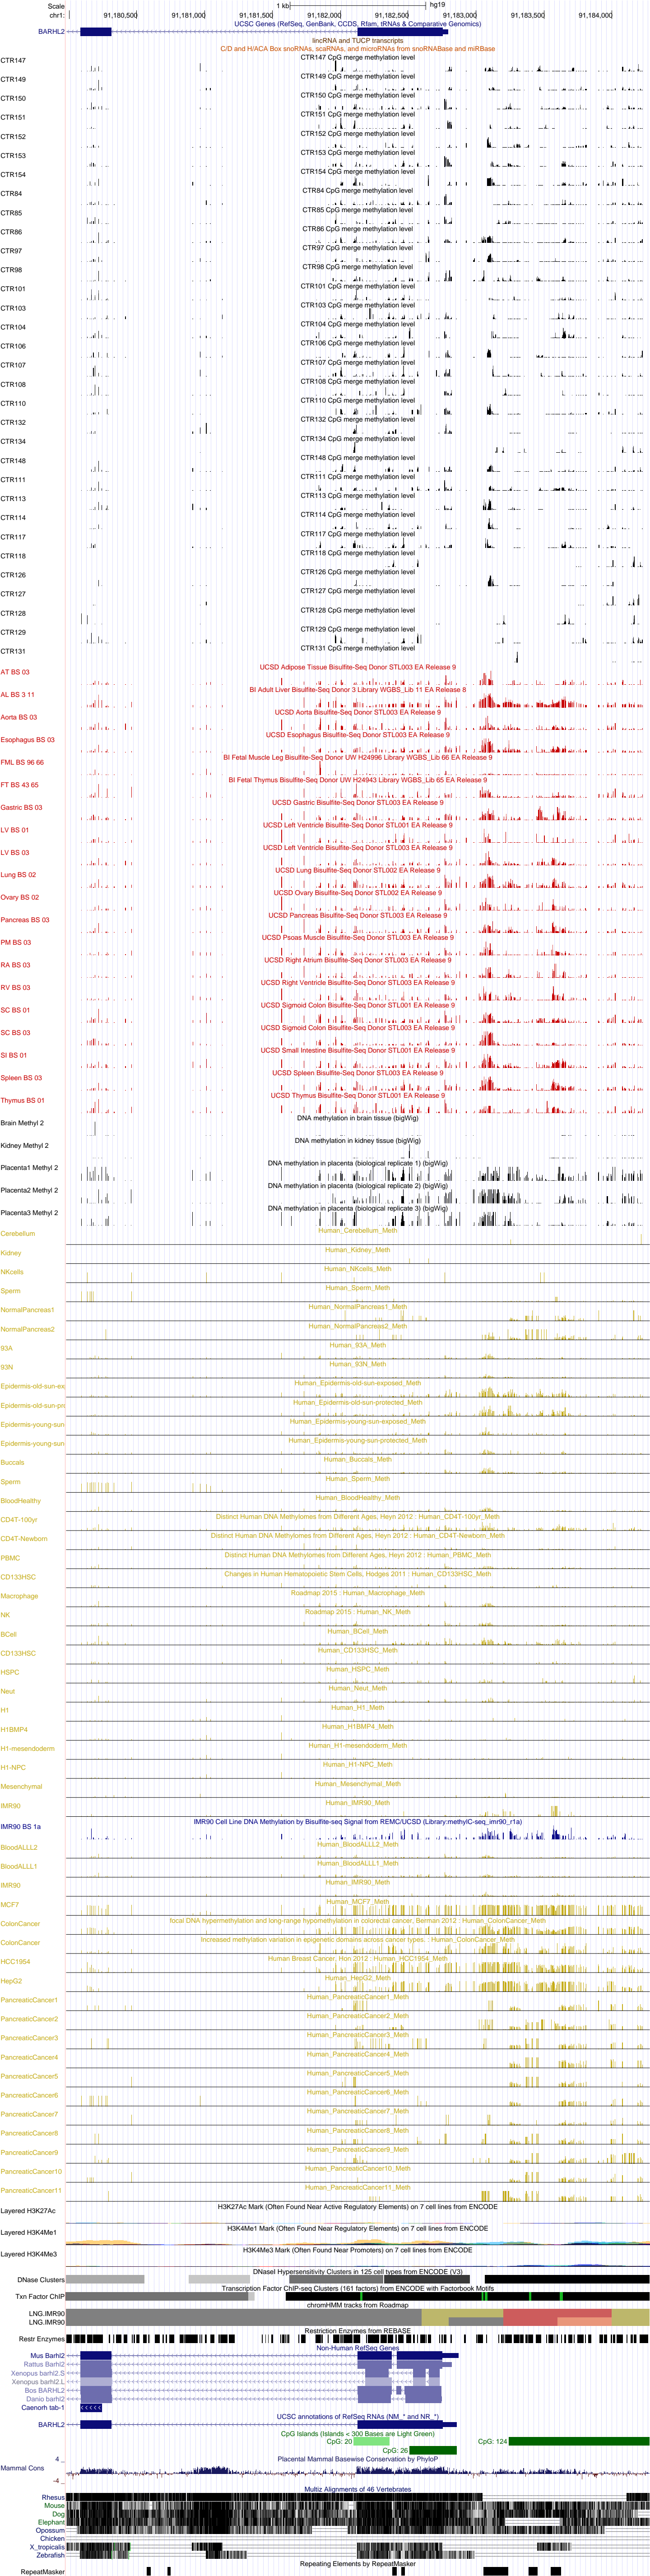 Scale 1 kb hg19
chr1: 91,180,500 91,181,000 91,181,500 91,182,000 91,182,500 91,183,000 91,183,500 91,184,000
UCSC Genes (RefSeq, GenBank, CCDS, Rfam, tRNAs & Comparative Genomics)
BARHL2
lincRNA and TUCP transcripts
C/D and H/ACA Box snoRNAs, scaRNAs, and microRNAs from snoRNABase and miRBase
CTR147 CpG merge methylation level
CTR147
CTR149 CpG merge methylation level
CTR149
CTR150 CpG merge methylation level
CTR150
CTR151 CpG merge methylation level
CTR151
CTR152 CpG merge methylation level
CTR152
CTR153 CpG merge methylation level
CTR153
CTR154 CpG merge methylation level
CTR154
CTR84 CpG merge methylation level
CTR84
CTR85 CpG merge methylation level
CTR85
CTR86 CpG merge methylation level
CTR86
CTR97 CpG merge methylation level
CTR97
CTR98 CpG merge methylation level
CTR98
CTR101 CpG merge methylation level
CTR101
CTR103 CpG merge methylation level
CTR103
CTR104 CpG merge methylation level
CTR104
CTR106 CpG merge methylation level
CTR106
CTR107 CpG merge methylation level
CTR107
CTR108 CpG merge methylation level
CTR108
CTR110 CpG merge methylation level
CTR110
CTR132 CpG merge methylation level
CTR132
CTR134 CpG merge methylation level
CTR134
CTR148 CpG merge methylation level
CTR148
CTR111 CpG merge methylation level
CTR111
CTR113 CpG merge methylation level
CTR113
CTR114 CpG merge methylation level
CTR114
CTR117 CpG merge methylation level
CTR117
CTR118 CpG merge methylation level
CTR118
CTR126 CpG merge methylation level
CTR126
CTR127 CpG merge methylation level
CTR127
CTR128 CpG merge methylation level
CTR128
CTR129 CpG merge methylation level
CTR129
CTR131 CpG merge methylation level
CTR131
UCSD Adipose Tissue Bisulfite-Seq Donor STL003 EA Release 9
AT BS 03
BI Adult Liver Bisulfite-Seq Donor 3 Library WGBS_Lib 11 EA Release 8
AL BS 3 11
UCSD Aorta Bisulfite-Seq Donor STL003 EA Release 9
Aorta BS 03
UCSD Esophagus Bisulfite-Seq Donor STL003 EA Release 9
Esophagus BS 03
BI Fetal Muscle Leg Bisulfite-Seq Donor UW H24996 Library WGBS_Lib 66 EA Release 9
FML BS 96 66
BI Fetal Thymus Bisulfite-Seq Donor UW H24943 Library WGBS_Lib 65 EA Release 9
FT BS 43 65
UCSD Gastric Bisulfite-Seq Donor STL003 EA Release 9
Gastric BS 03
UCSD Left Ventricle Bisulfite-Seq Donor STL001 EA Release 9
LV BS 01
UCSD Left Ventricle Bisulfite-Seq Donor STL003 EA Release 9
LV BS 03
UCSD Lung Bisulfite-Seq Donor STL002 EA Release 9
Lung BS 02
UCSD Ovary Bisulfite-Seq Donor STL002 EA Release 9
Ovary BS 02
UCSD Pancreas Bisulfite-Seq Donor STL003 EA Release 9
Pancreas BS 03
UCSD Psoas Muscle Bisulfite-Seq Donor STL003 EA Release 9
PM BS 03
UCSD Right Atrium Bisulfite-Seq Donor STL003 EA Release 9
RA BS 03
UCSD Right Ventricle Bisulfite-Seq Donor STL003 EA Release 9
RV BS 03
UCSD Sigmoid Colon Bisulfite-Seq Donor STL001 EA Release 9
SC BS 01
UCSD Sigmoid Colon Bisulfite-Seq Donor STL003 EA Release 9
SC BS 03
UCSD Small Intestine Bisulfite-Seq Donor STL001 EA Release 9
SI BS 01
UCSD Spleen Bisulfite-Seq Donor STL003 EA Release 9
Spleen BS 03
UCSD Thymus Bisulfite-Seq Donor STL001 EA Release 9
Thymus BS 01
DNA methylation in brain tissue (bigWig)
Brain Methyl 2
DNA methylation in kidney tissue (bigWig)
Kidney Methyl 2
DNA methylation in placenta (biological replicate 1) (bigWig)
Placenta1 Methyl 2
DNA methylation in placenta (biological replicate 2) (bigWig)
Placenta2 Methyl 2
DNA methylation in placenta (biological replicate 3) (bigWig)
Placenta3 Methyl 2
Human_Cerebellum_Meth
Cerebellum
Human_Kidney_Meth
Kidney
Human_NKcells_Meth
NKcells
Human_Sperm_Meth
Sperm
Human_NormalPancreas1_Meth
NormalPancreas1
Human_NormalPancreas2_Meth
NormalPancreas2
Human_93A_Meth
93A
Human_93N_Meth
93N
Human_Epidermis-old-sun-exposed_Meth
Epidermis-old-sun-ex
Human_Epidermis-old-sun-protected_Meth
Epidermis-old-sun-pr
Human_Epidermis-young-sun-exposed_Meth
Epidermis-young-sun
Human_Epidermis-young-sun-protected_Meth
Epidermis-young-sun
Human_Buccals_Meth
Buccals
Human_Sperm_Meth
Sperm
Human_BloodHealthy_Meth
BloodHealthy
Distinct Human DNA Methylomes from Different Ages, Heyn 2012 : Human_CD4T-100yr_Meth
CD4T-100yr
Distinct Human DNA Methylomes from Different Ages, Heyn 2012 : Human_CD4T-Newborn_Meth
CD4T-Newborn
Distinct Human DNA Methylomes from Different Ages, Heyn 2012 : Human_PBMC_Meth
PBMC
Changes in Human Hematopoietic Stem Cells, Hodges 2011 : Human_CD133HSC_Meth
CD133HSC
Roadmap 2015 : Human_Macrophage_Meth
Macrophage
Roadmap 2015 : Human_NK_Meth
NK
Human_BCell_Meth
BCell
Human_CD133HSC_Meth
CD133HSC
Human_HSPC_Meth
HSPC
Human_Neut_Meth
Neut
Human_H1_Meth
H1
Human_H1BMP4_Meth
H1BMP4
Human_H1-mesendoderm_Meth
H1-mesendoderm
Human_H1-NPC_Meth
H1-NPC
Human_Mesenchymal_Meth
Mesenchymal
Human_IMR90_Meth
IMR90
IMR90 Cell Line DNA Methylation by Bisulfite-seq Signal from REMC/UCSD (Library:methylC-seq_imr90_r1a)
IMR90 BS 1a
Human_BloodALLL2_Meth
BloodALLL2
Human_BloodALLL1_Meth
BloodALLL1
Human_IMR90_Meth
IMR90
Human_MCF7_Meth
MCF7
focal DNA hypermethylation and long-range hypomethylation in colorectal cancer, Berman 2012 : Human_ColonCancer_Meth
ColonCancer
Increased methylation variation in epigenetic domains across cancer types. : Human_ColonCancer_Meth
ColonCancer
Human Breast Cancer, Hon 2012 : Human_HCC1954_Meth
HCC1954
Human_HepG2_Meth
HepG2
Human_PancreaticCancer1_Meth
PancreaticCancer1
Human_PancreaticCancer2_Meth
PancreaticCancer2
Human_PancreaticCancer3_Meth
PancreaticCancer3
Human_PancreaticCancer4_Meth
PancreaticCancer4
Human_PancreaticCancer5_Meth
PancreaticCancer5
Human_PancreaticCancer6_Meth
PancreaticCancer6
Human_PancreaticCancer7_Meth
PancreaticCancer7
Human_PancreaticCancer8_Meth
PancreaticCancer8
Human_PancreaticCancer9_Meth
PancreaticCancer9
Human_PancreaticCancer10_Meth
PancreaticCancer10
Human_PancreaticCancer11_Meth
PancreaticCancer11
H3K27Ac Mark (Often Found Near Active Regulatory Elements) on 7 cell lines from ENCODE
Layered H3K27Ac
H3K4Me1 Mark (Often Found Near Regulatory Elements) on 7 cell lines from ENCODE
Layered H3K4Me1
H3K4Me3 Mark (Often Found Near Promoters) on 7 cell lines from ENCODE
Layered H3K4Me3
DNaseI Hypersensitivity Clusters in 125 cell types from ENCODE (V3)
DNase Clusters
Transcription Factor ChIP-seq Clusters (161 factors) from ENCODE with Factorbook Motifs
Txn Factor ChIP
chromHMM tracks from Roadmap
LNG.IMR90
LNG.IMR90
Restriction Enzymes from REBASE
Restr Enzymes
Non-Human RefSeq Genes
Mus Barhl2
Rattus Barhl2
Xenopus barhl2.S
Xenopus barhl2.L
Bos BARHL2
Danio barhl2
Caenorh tab-1
UCSC annotations of RefSeq RNAs (NM_* and NR_*)
BARHL2
CpG Islands (Islands < 300 Bases are Light Green)
CpG: 20 CpG: 124
CpG: 26
Placental Mammal Basewise Conservation by PhyloP
4
Mammal Cons
-4
Multiz Alignments of 46 Vertebrates
Rhesus
Mouse
Dog
Elephant
Opossum
Chicken
X_tropicalis
Zebrafish
Repeating Elements by RepeatMasker
RepeatMasker